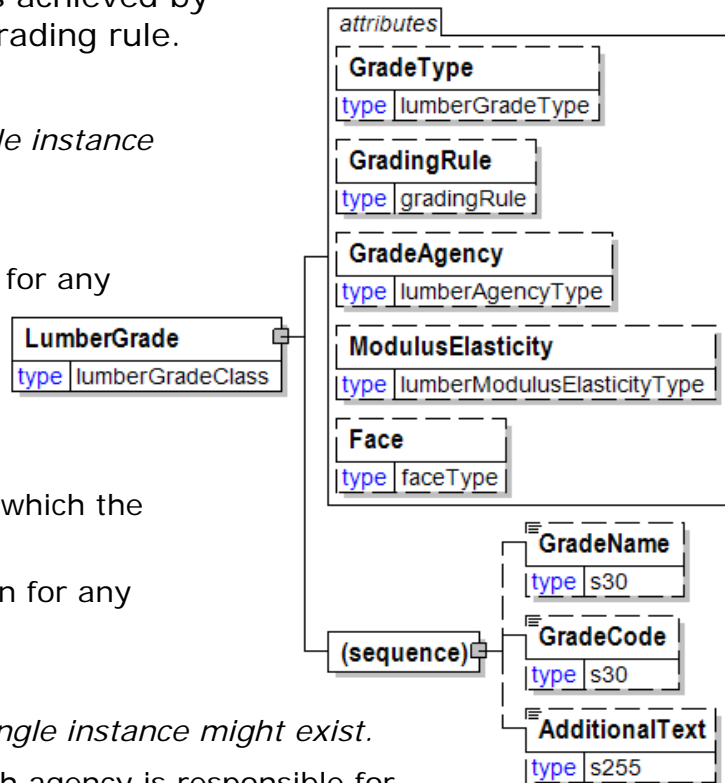 s achieved by
rading rule.
le instance
for any
which the
n for any
ngle instance might exist.
h agency is responsible for
LumberGrade
type lumberGradeClass
attributes
GradeType
type lumberGradeType
GradingRule
type gradingRule
GradeAgency
type lumberAgencyType
ModulusElasticity
type lumberModulusElasticityType
Face
type faceType
(sequence)
GradeName
type s30
GradeCode
type s30
AdditionalText
type s255